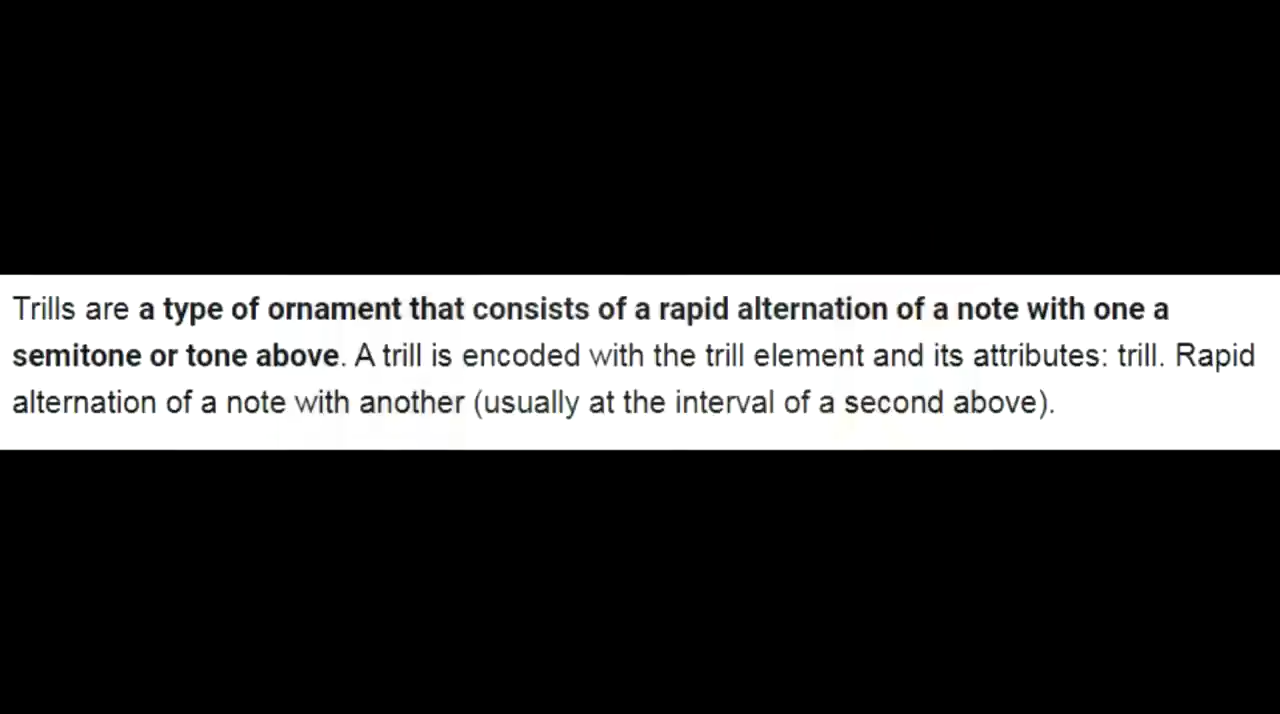 Trills are a type of ornament that consists of a rapid alternation of a note with one a
semitone or tone above. A trill is encoded with the trill element and its attributes: trill. Rapid
alternation of a note with another (usually at the interval of a second above).